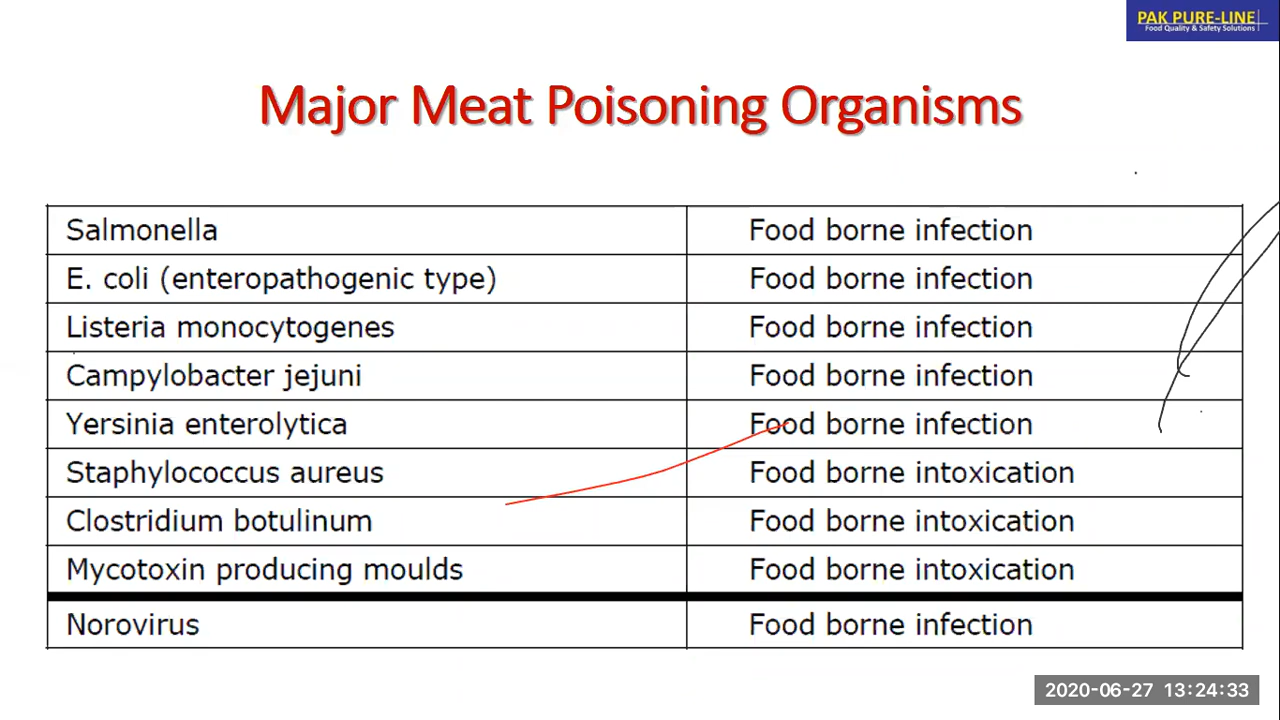 PAK PURE-LINE
Food Quality & Safety Solutions
Major Meat Poisoning Organisms
Salmonella Food borne infection
E. coli (enteropathogenic type) Food borne infection
Listeria monocytogenes Food borne infection
Campylobacter jejuni Food borne infection
Yersinia enterolytica Food borne infection
Staphylococcus aureus Food borne intoxication
Clostridium botulinum Food borne intoxication
Mycotoxin producing moulds Food borne intoxication
Norovirus Food borne infection
2020-06-27 13:24:33